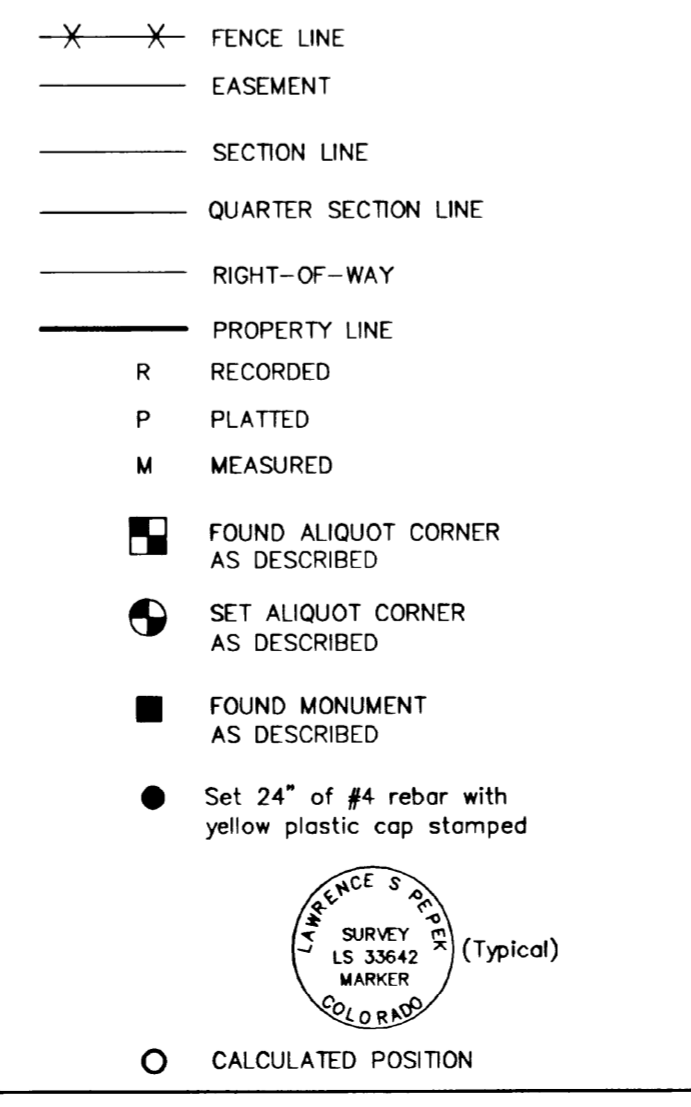 FENCE LINE
EASEMENT
SECTION LINE
QUARTER SECTION LINE
RIGHT-OF-WAY
PROPERTY LINE
R RECORDED
P PLATTED
M MEASURED
FOUND ALIQUOT CORNER
AS DESCRIBED
SET ALIQUOT CORNER
AS DESCRIBED
FOUND MONUMENT
AS DESCRIBED
Set 24" of #4 rebar with
yellow plastic cap stamped
LAWRENCE S PEPEK
SURVEY
LS 33642
MARKER
COLORADO
(Typical)
CALCULATED POSITION